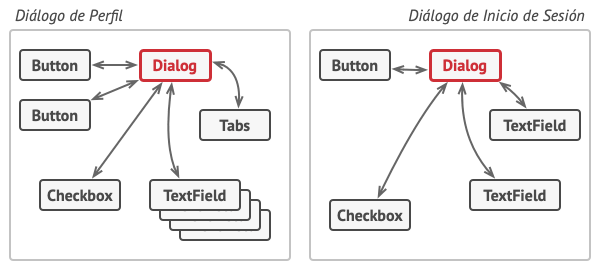 Diálogo de Perfil
Button
Dialog
Button
Tabs
Checkbox
TextField
Diálogo de Inicio de Sesión
Button
Dialog
TextField
TextField
Checkbox